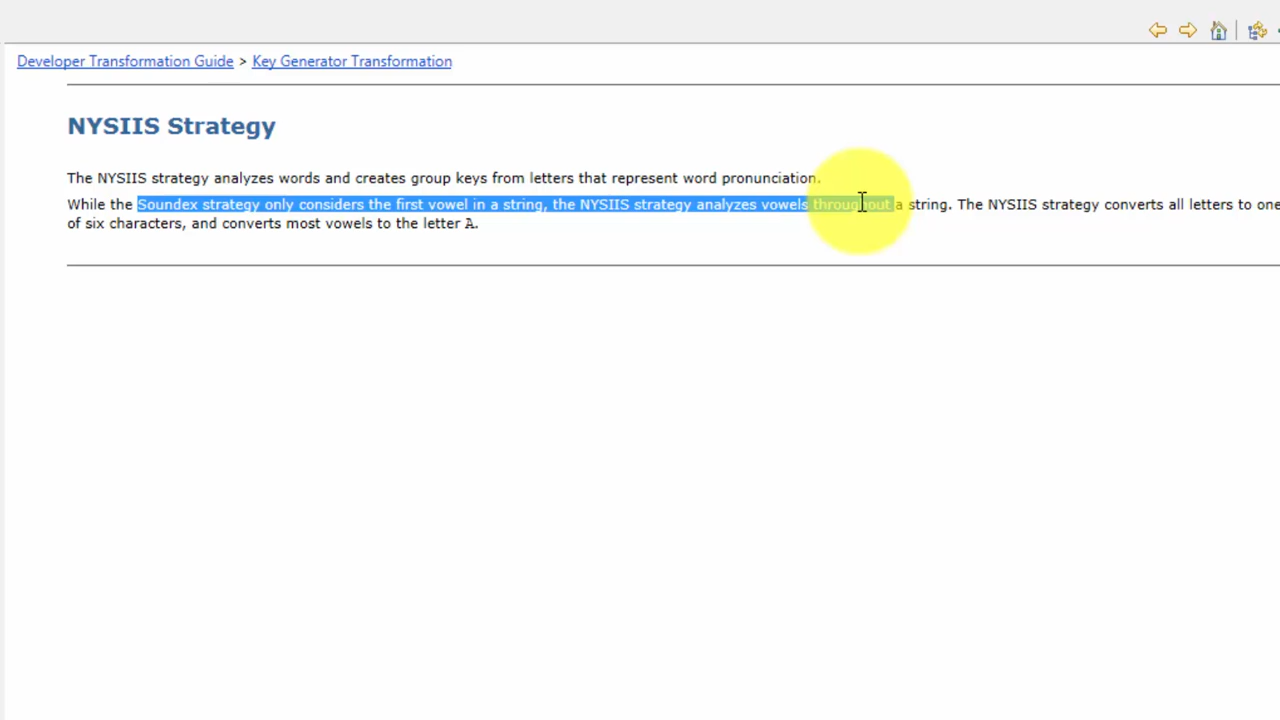 Developer Transformation Guide > Key Generator Transformation
NYSIIS Strategy
The NYSIIS strategy analyzes words and creates group keys from letters that represent word pronunciation.
While the Soundex strategy only considers the first vowel in a string, the NYSIIS strategy analyzes vowels throughout a string. The NYSIIS strategy converts all letters to one
of six characters, and converts most vowels to the letter A.